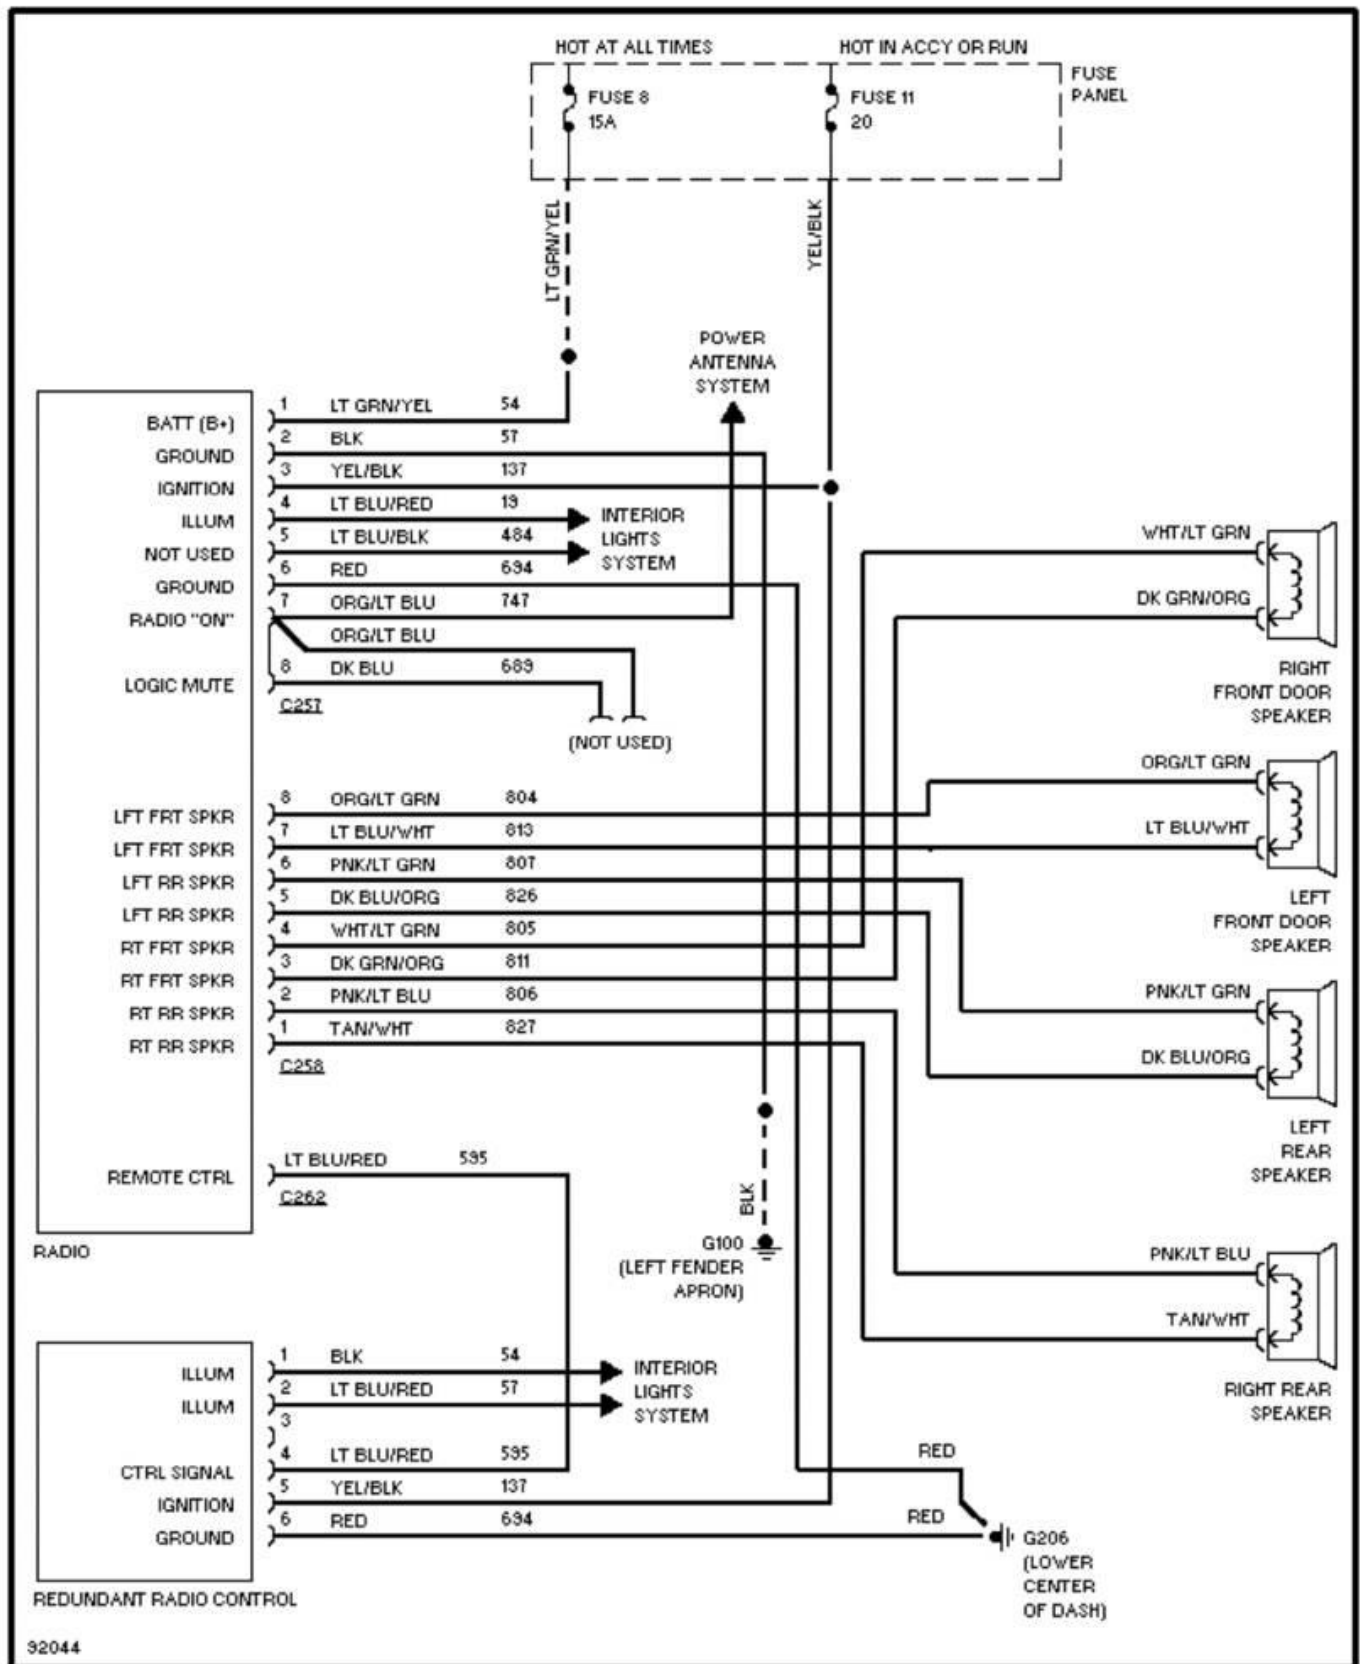 HOT AT ALL TIMES
HOT IN ACCY OR RUN
FUSE
PANEL
FUSE 8
15A
FUSE 11
20
LT GRN/YEL
YEL/BLK
POWER
ANTENNA
SYSTEM
BATT (B+) 1 LT GRN/YEL 54
GROUND 2 BLK 57
IGNITION 3 YEL/BLK 137
ILLUM 4 LT BLU/RED 19
NOT USED 5 LT BLU/BLK 484
INTERIOR
LIGHTS
SYSTEM
GROUND 6 RED 694
RADIO "ON" 7 ORG/LT BLU 747
ORG/LT BLU
LOGIC MUTE 8 DK BLU 689
C257
(NOT USED)
LFT FRT SPKR 8 ORG/LT GRN 804
LFT FRT SPKR 7 LT BLU/WHT 813
LFT RR SPKR 6 PNK/LT GRN 807
LFT RR SPKR 5 DK BLU/ORG 826
RT FRT SPKR 4 WHT/LT GRN 805
RT FRT SPKR 3 DK GRN/ORG 811
RT RR SPKR 2 PNK/LT BLU 806
RT RR SPKR 1 TAN/WHT 827
C258
REMOTE CTRL LT BLU/RED 595
C262
RADIO
WHT/LT GRN
DK GRN/ORG
RIGHT
FRONT DOOR
SPEAKER
ORG/LT GRN
LT BLU/WHT
LEFT
FRONT DOOR
SPEAKER
PNK/LT GRN
DK BLU/ORG
LEFT
REAR
SPEAKER
PNK/LT BLU
TAN/WHT
RIGHT REAR
SPEAKER
BLK
G100
(LEFT FENDER
APRON)
ILLUM 1 BLK 54
ILLUM 2 LT BLU/RED 57
3
INTERIOR
LIGHTS
SYSTEM
CTRL SIGNAL 4 LT BLU/RED 595
IGNITION 5 YEL/BLK 137
GROUND 6 RED 694
REDUNDANT RADIO CONTROL
RED
RED
G206
(LOWER
CENTER
OF DASH)
92044